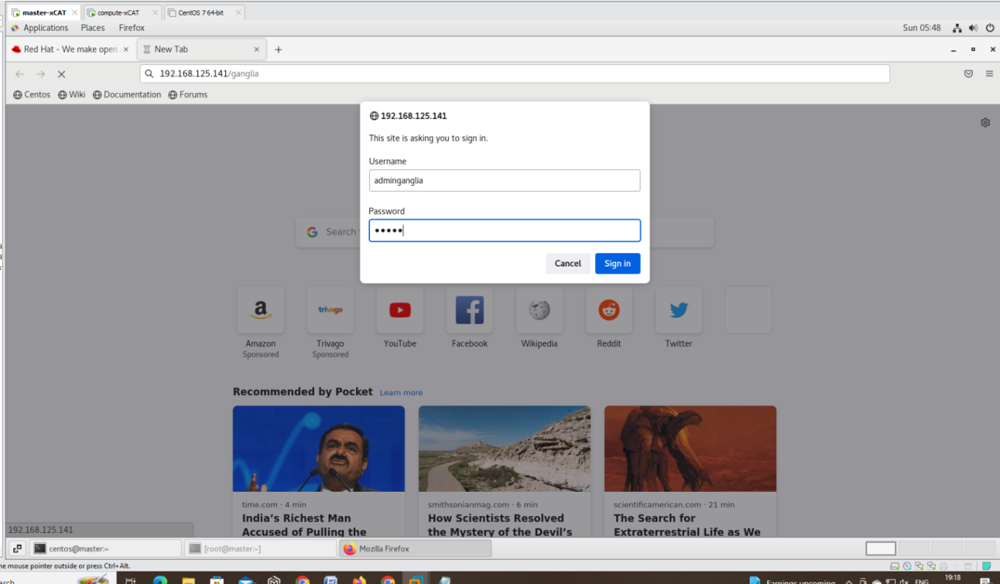 master-xCAT
compute-xCAT
CentOS 7 64-bit
Applications Places Firefox
Sun 05:48
Red Hat - We make open
New Tab
192.168.125.141/ganglia
Centos Wiki Documentation Forums
192.168.125.141
This site is asking you to sign in.
Username
adminganglia
Password
•••••
Cancel Sign in
Search
a
trivago
Amazon
Sponsored
Trivago
Sponsored
YouTube
Facebook
Wikipedia
Reddit
Twitter
Recommended by Pocket Learn more
time.com · 4 min
India’s Richest Man
Accused of Pulling the
smithsonianmag.com · 6 min
How Scientists Resolved
the Mystery of the Devil’s
scientificamerican.com · 21 min
The Search for
Extraterrestrial Life as We
192.168.125.141
centos@master:~
[root@master:~]
Mozilla Firefox
he mouse pointer outside or press Ctrl+Alt.
earch
Earnings upcoming
ENG
19:18